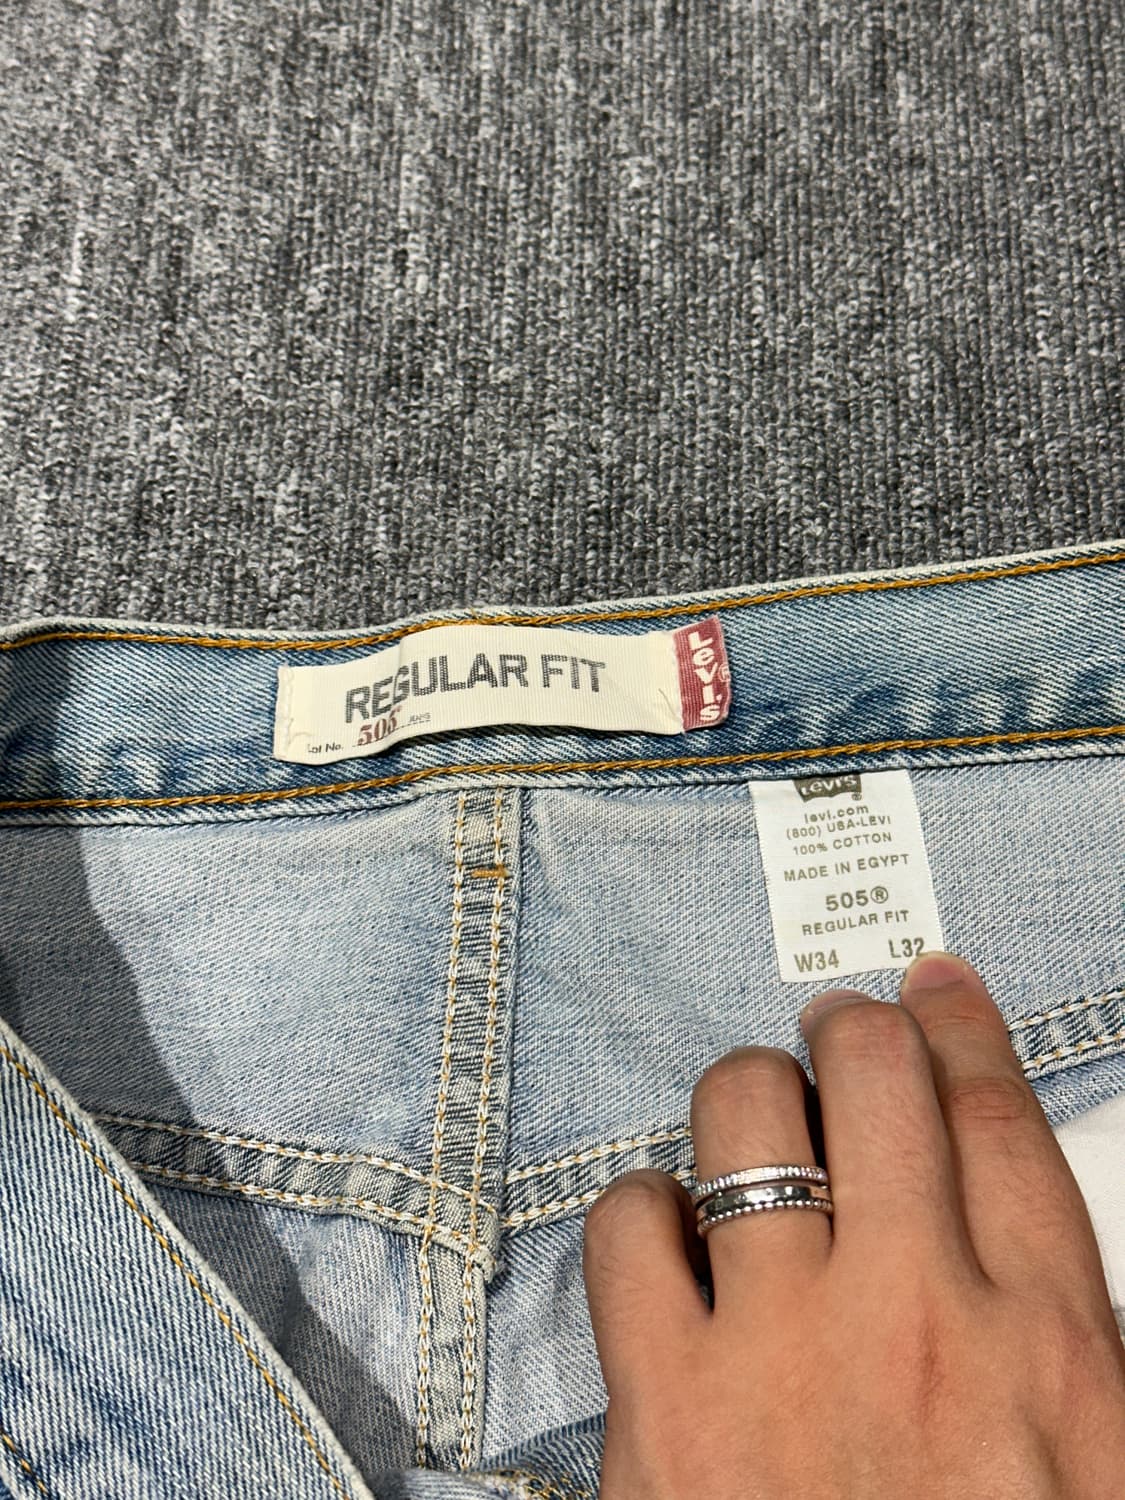 REGULAR FIT
Lot No. 505® JEANS
Levi's®
Levi's®
levi.com
(800) USA-LEVI
100% COTTON
MADE IN EGYPT
505®
REGULAR FIT
W34 L32